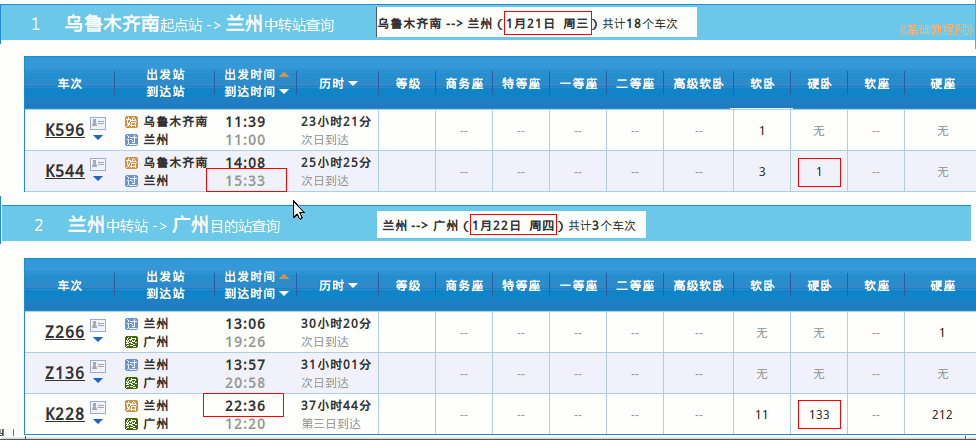 1 乌鲁木齐南起点站 -> 兰州中转站查询 乌鲁木齐南 --> 兰州 (1月21日 周三) 共计18个车次
《基础教程网》
车次 出发站 出发时间 历时 等级 商务座 特等座 一等座 二等座 高级软卧 软卧 硬卧 软座 硬座
到达站 到达时间
K596 始 乌鲁木齐南 11:39 23小时21分 -- -- -- -- -- 1 无 -- 无
过 兰州 11:00 次日到达
K544 始 乌鲁木齐南 14:08 25小时25分 -- -- -- -- -- 3 1 -- 无
过 兰州 15:33 次日到达
2 兰州中转站 -> 广州目的站查询 兰州 --> 广州 (1月22日 周四) 共计3个车次
车次 出发站 出发时间 历时 等级 商务座 特等座 一等座 二等座 高级软卧 软卧 硬卧 软座 硬座
到达站 到达时间
Z266 过 兰州 13:06 30小时20分 -- -- -- -- -- 无 无 -- 1
终 广州 19:26 次日到达
Z136 过 兰州 13:57 31小时01分 -- -- -- -- -- 无 无 -- 无
终 广州 20:58 次日到达
K228 始 兰州 22:36 37小时44分 -- -- -- -- -- 11 133 -- 212
终 广州 12:20 第三日到达